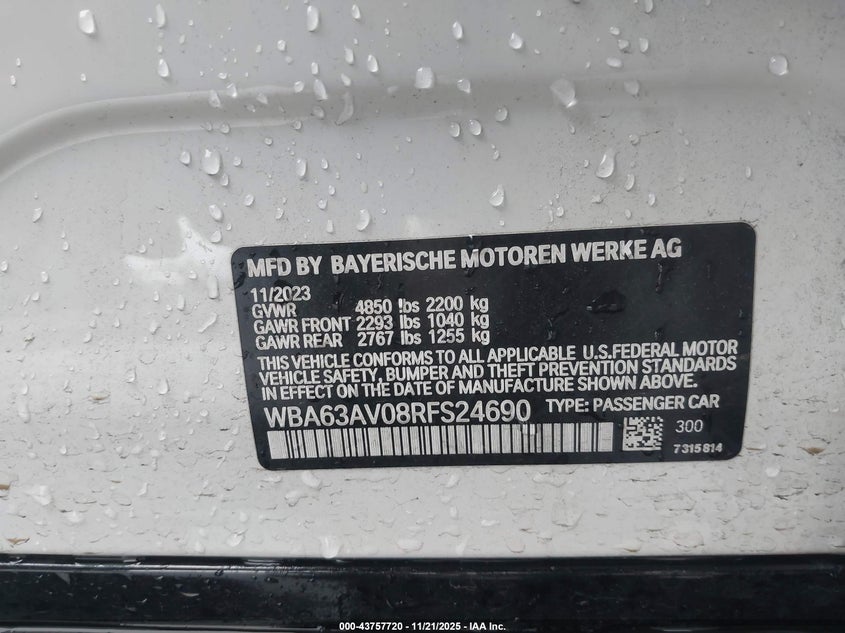 MFD BY BAYERISCHE MOTOREN WERKE AG
11/2023
GVWR 4850 lbs 2200 kg
GAWR FRONT 2293 lbs 1040 kg
GAWR REAR 2767 lbs 1255 kg
THIS VEHICLE CONFORMS TO ALL APPLICABLE U.S.FEDERAL MOTOR
VEHICLE SAFETY, BUMPER AND THEFT PREVENTION STANDARDS
IN EFFECT ON THE DATE OF MANUFACTURE SHOWN ABOVE.
WBA63AV08RFS24690 TYPE: PASSENGER CAR
300
7315814
000-43757720 - 11/21/2025 - IAA Inc.